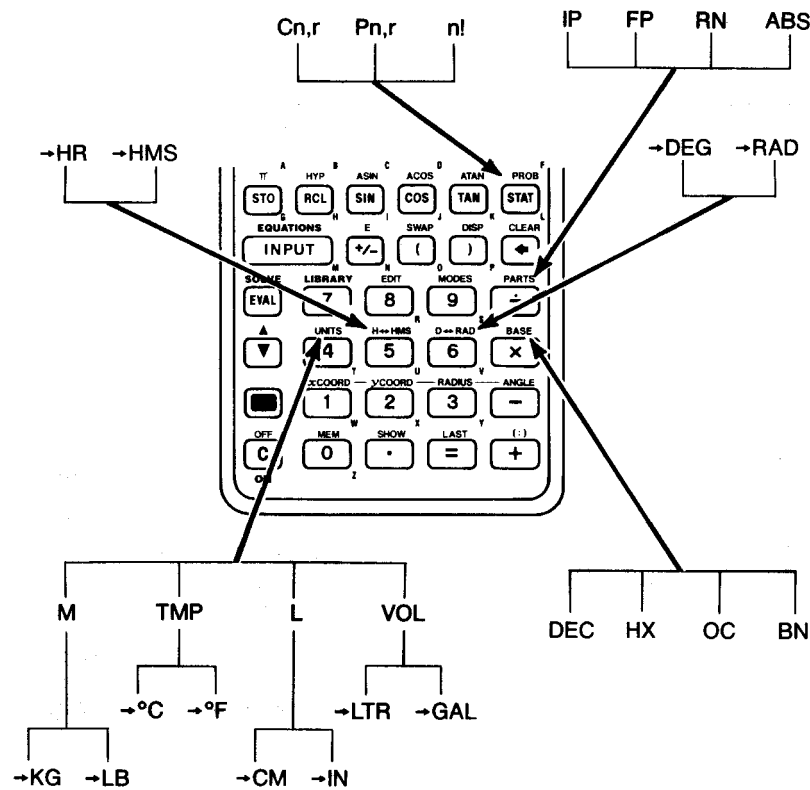 Cn,r Pn,r n!
IP FP RN ABS
→HR →HMS
→DEG →RAD
A B C D F
π HYP ASIN ACOS ATAN PROB
STO RCL SIN COS TAN STAT
G H I J K L
EQUATIONS E SWAP DISP CLEAR
INPUT +/– ( )
M N O P
SOLVE LIBRARY EDIT MODES PARTS
EVAL 7 8 9 ÷
R S
▲ UNITS H↔HMS D↔RAD BASE
▼ 4 5 6 ×
T U V
xCOORD yCOORD RADIUS ANGLE
1 2 3 –
W X Y
OFF MEM SHOW LAST (:)
C 0 · = +
ON Z
M TMP L VOL
DEC HX OC BN
→°C →°F →LTR →GAL
→KG →LB →CM →IN